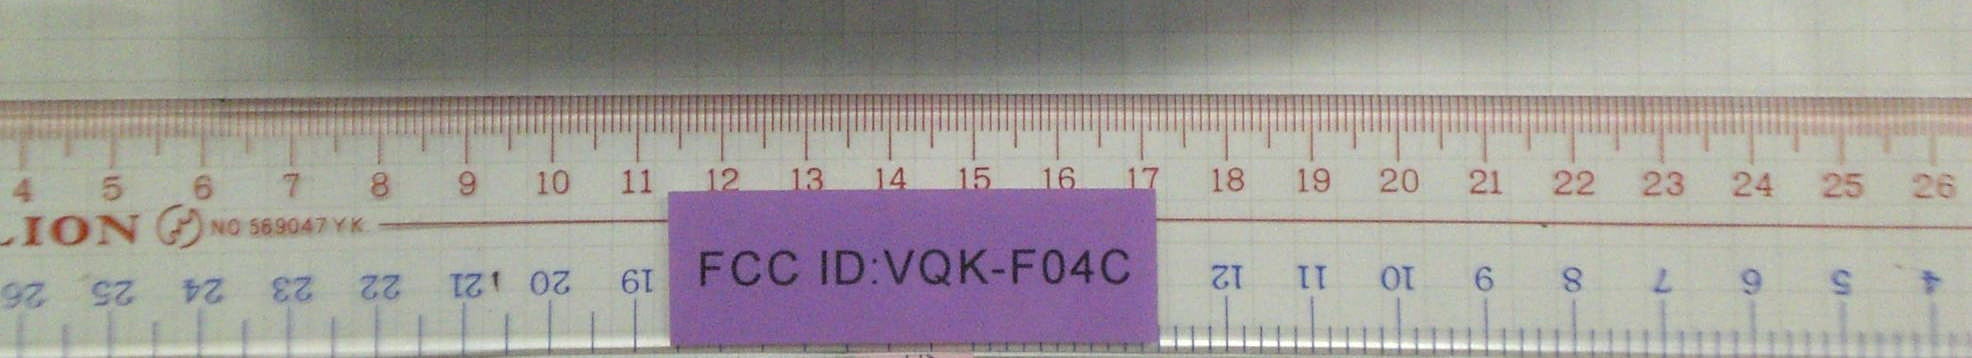 4 5 6 7 8 9 10 11 12 13 14 15 16 17 18 19 20 21 22 23 24 25 26
LION NO 569047 Y.K.
FCC ID:VQK-F04C
26 25 24 23 22 21 20 19 12 11 10 9 8 7 6 5 4